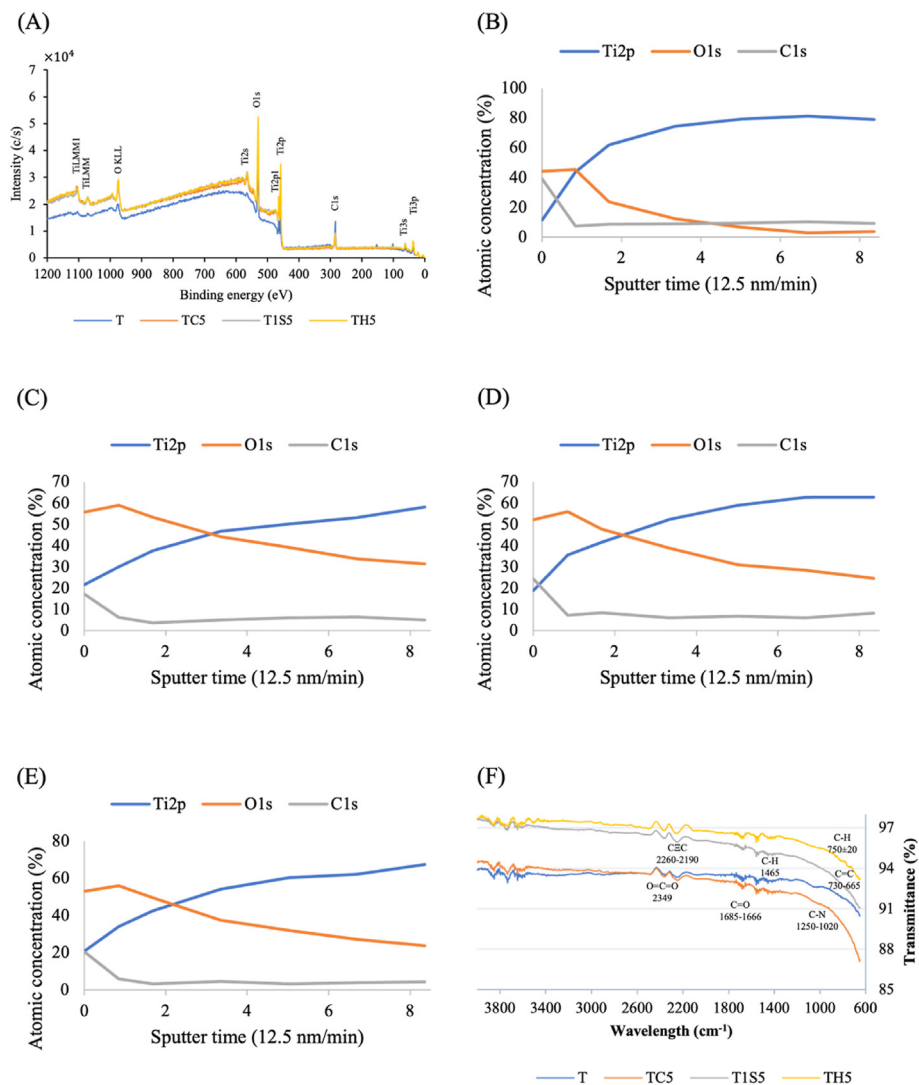 (A)
×10⁴
7
6
5
4
3
2
1
0
Intensity (c/s)
TiLMM1
TiLMM
O KLL
Ti2s
O1s
Ti2p1
Ti2p
C1s
Ti3s
Ti3p
1200 1100 1000 900 800 700 600 500 400 300 200 100 0
Binding energy (eV)
T TC5 T1S5 TH5
(B)
Ti2p O1s C1s
100
80
60
40
20
0
Atomic concentration (%)
0 2 4 6 8
Sputter time (12.5 nm/min)
(C)
Ti2p O1s C1s
70
60
50
40
30
20
10
0
Atomic concentration (%)
0 2 4 6 8
Sputter time (12.5 nm/min)
(D)
Ti2p O1s C1s
70
60
50
40
30
20
10
0
Atomic concentration (%)
0 2 4 6 8
Sputter time (12.5 nm/min)
(E)
Ti2p O1s C1s
80
60
40
20
0
Atomic concentration (%)
0 2 4 6 8
Sputter time (12.5 nm/min)
(F)
C-H
750±20
CΞC
2260-2190
C-H
1465
C=C
730-665
O=C=O
2349
C=O
1685-1666
C-N
1250-1020
97
94
91
88
85
Transmittance (%)
3800 3400 3000 2600 2200 1800 1400 1000 600
Wavelength (cm⁻¹)
T TC5 T1S5 TH5